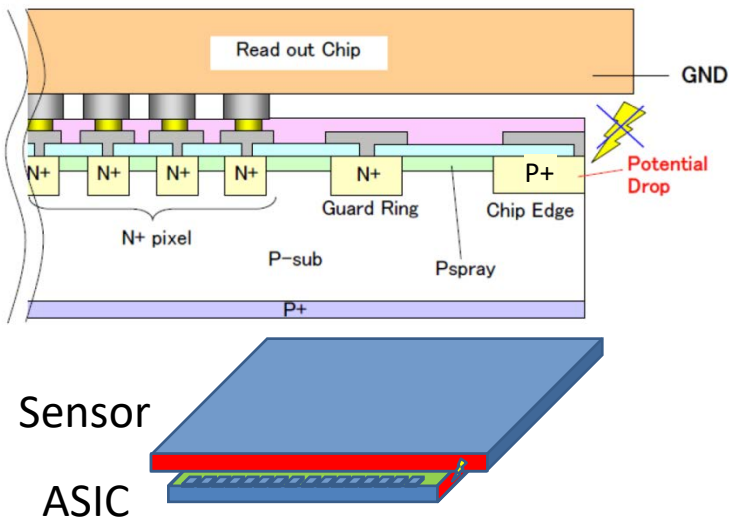 Read out Chip
GND
N+ N+ N+ N+ N+ P+
Potential
Drop
Guard Ring Chip Edge
N+ pixel
P-sub Pspray
P+
Sensor
ASIC